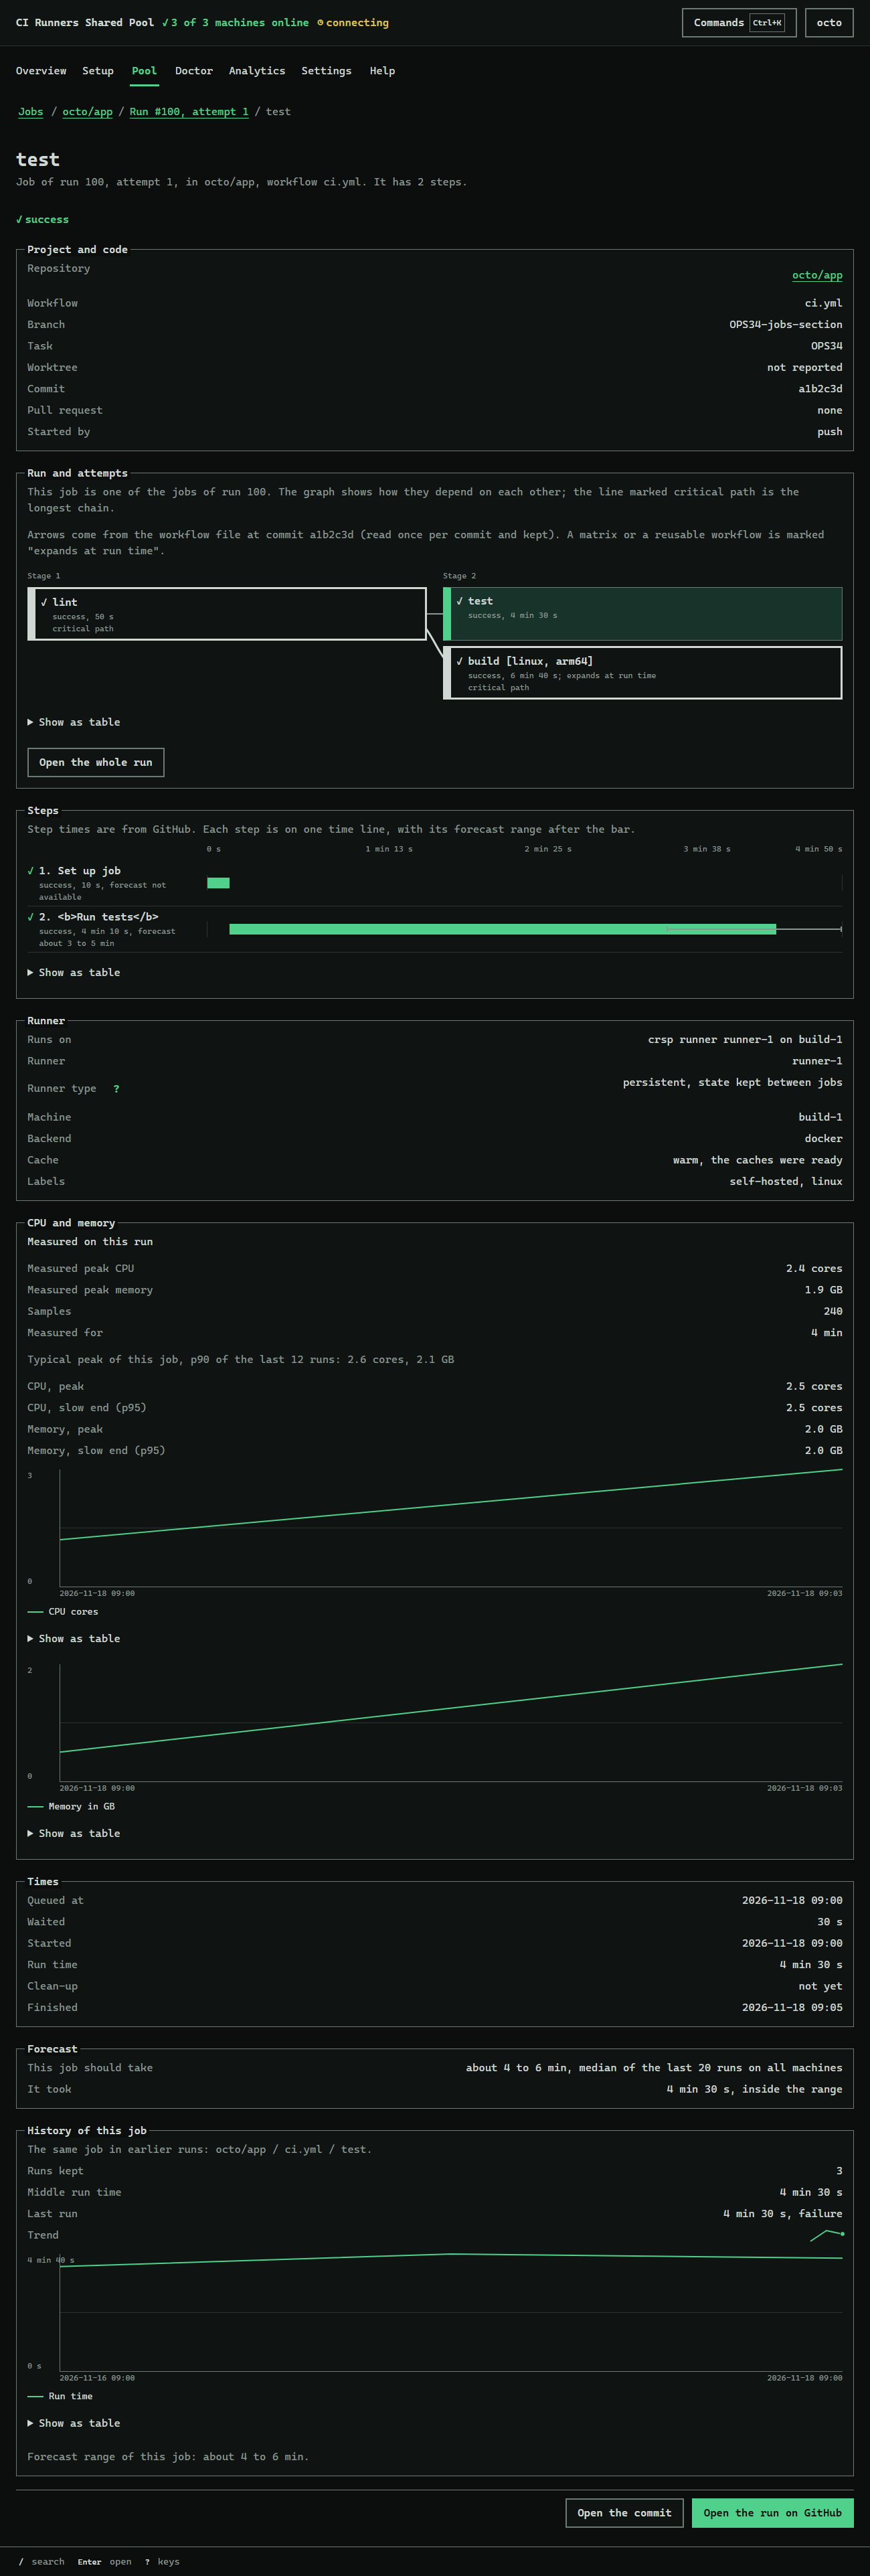 CI Runners Shared Pool ✓ 3 of 3 machines online connecting Commands Ctrl+K octo
Overview Setup Pool Doctor Analytics Settings Help
Jobs / octo/app / Run #100, attempt 1 / test
test
Job of run 100, attempt 1, in octo/app, workflow ci.yml. It has 2 steps.
✓ success
Project and code
Repository octo/app
Workflow ci.yml
Branch OPS34-jobs-section
Task OPS34
Worktree not reported
Commit a1b2c3d
Pull request none
Started by push
Run and attempts
This job is one of the jobs of run 100. The graph shows how they depend on each other; the line marked critical path is the
longest chain.
Arrows come from the workflow file at commit a1b2c3d (read once per commit and kept). A matrix or a reusable workflow is marked
"expands at run time".
Stage 1
✓ lint
success, 50 s
critical path
Stage 2
✓ test
success, 4 min 30 s
✓ build [linux, arm64]
success, 6 min 40 s; expands at run time
critical path
▶ Show as table
Open the whole run
Steps
Step times are from GitHub. Each step is on one time line, with its forecast range after the bar.
0 s 1 min 13 s 2 min 25 s 3 min 38 s 4 min 50 s
✓ 1. Set up job
success, 10 s, forecast not
available
✓ 2. <b>Run tests</b>
success, 4 min 10 s, forecast
about 3 to 5 min
▶ Show as table
Runner
Runs on crsp runner runner-1 on build-1
Runner runner-1
Runner type ? persistent, state kept between jobs
Machine build-1
Backend docker
Cache warm, the caches were ready
Labels self-hosted, linux
CPU and memory
Measured on this run
Measured peak CPU 2.4 cores
Measured peak memory 1.9 GB
Samples 240
Measured for 4 min
Typical peak of this job, p90 of the last 12 runs: 2.6 cores, 2.1 GB
CPU, peak 2.5 cores
CPU, slow end (p95) 2.5 cores
Memory, peak 2.0 GB
Memory, slow end (p95) 2.0 GB
3
0
2026-11-18 09:00 2026-11-18 09:03
CPU cores
▶ Show as table
2
0
2026-11-18 09:00 2026-11-18 09:03
Memory in GB
▶ Show as table
Times
Queued at 2026-11-18 09:00
Waited 30 s
Started 2026-11-18 09:00
Run time 4 min 30 s
Clean-up not yet
Finished 2026-11-18 09:05
Forecast
This job should take about 4 to 6 min, median of the last 20 runs on all machines
It took 4 min 30 s, inside the range
History of this job
The same job in earlier runs: octo/app / ci.yml / test.
Runs kept 3
Middle run time 4 min 30 s
Last run 4 min 30 s, failure
Trend
4 min 40 s
0 s
2026-11-16 09:00 2026-11-18 09:00
Run time
▶ Show as table
Forecast range of this job: about 4 to 6 min.
Open the commit Open the run on GitHub
/ search Enter open ? keys